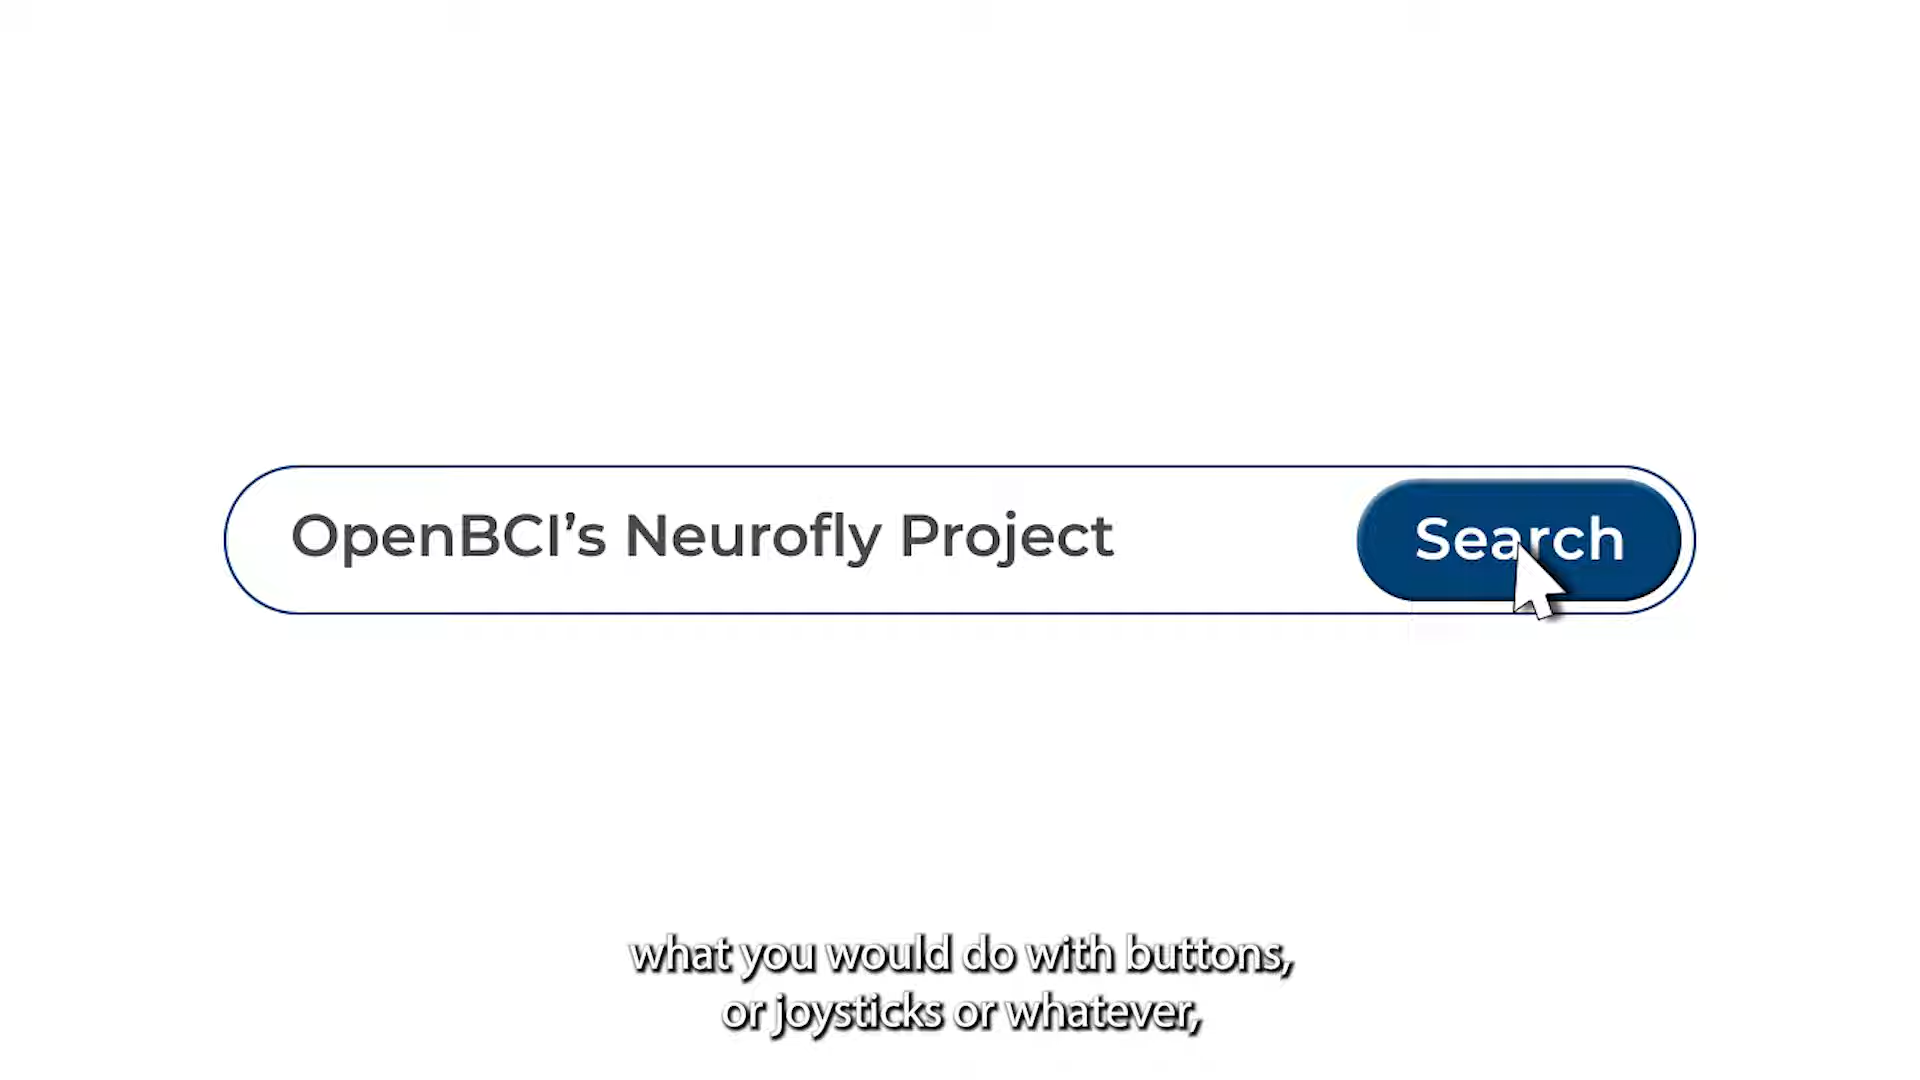 OpenBCI’s Neurofly Project
Search
what you would do with buttons,
or joysticks or whatever,